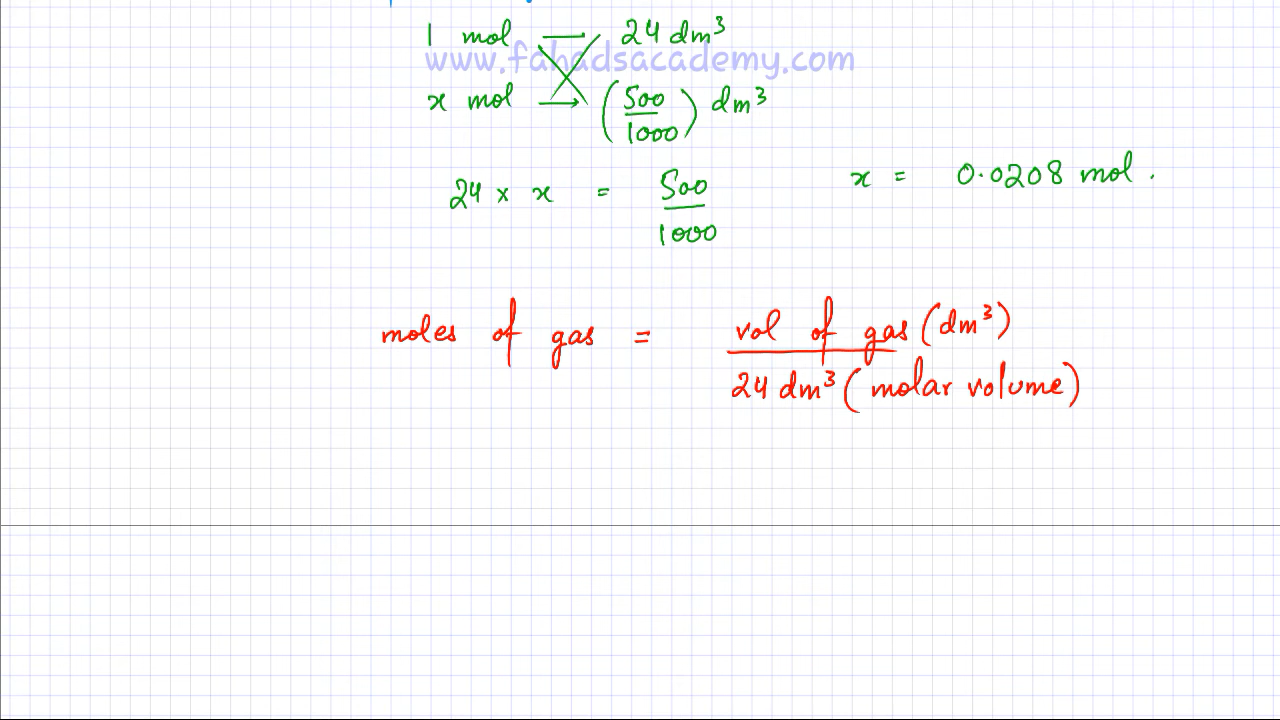 1 mol — 24 dm³
www.fahadsacademy.com
x mol → (500/1000) dm³
24 × x = 500/1000 x = 0.0208 mol.
moles of gas = vol of gas (dm³)
24 dm³ (molar volume)